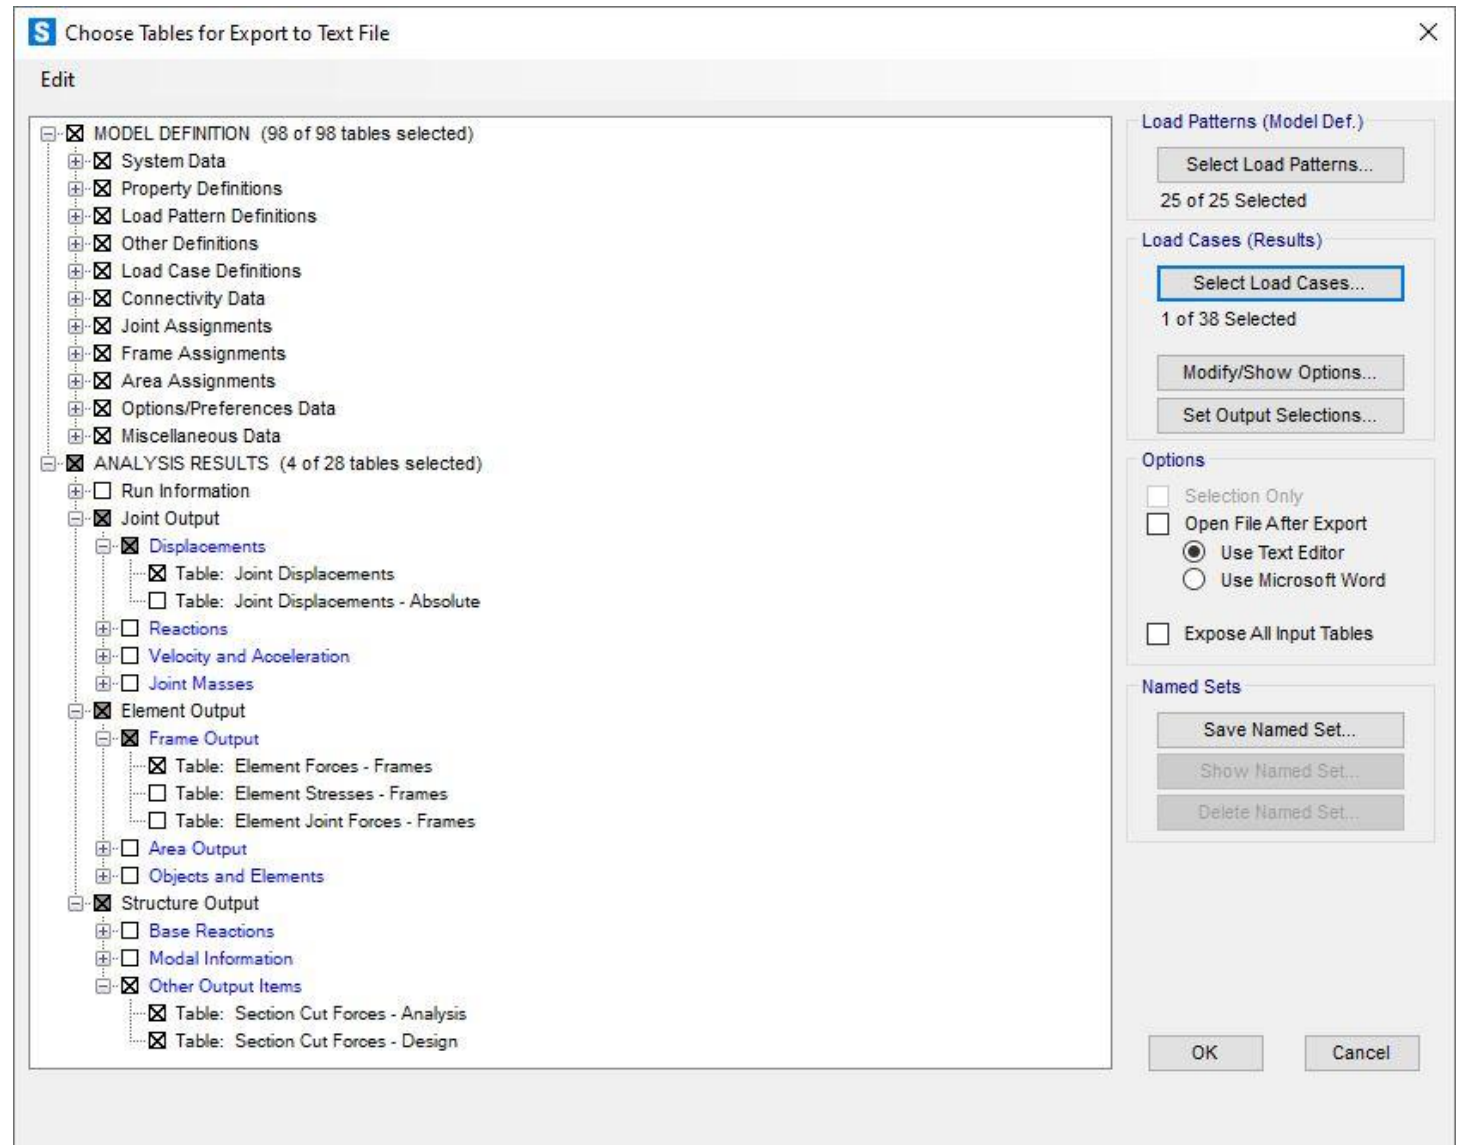 S Choose Tables for Export to Text File
Edit
MODEL DEFINITION (98 of 98 tables selected)
System Data
Property Definitions
Load Pattern Definitions
Other Definitions
Load Case Definitions
Connectivity Data
Joint Assignments
Frame Assignments
Area Assignments
Options/Preferences Data
Miscellaneous Data
ANALYSIS RESULTS (4 of 28 tables selected)
Run Information
Joint Output
Displacements
Table: Joint Displacements
Table: Joint Displacements - Absolute
Reactions
Velocity and Acceleration
Joint Masses
Element Output
Frame Output
Table: Element Forces - Frames
Table: Element Stresses - Frames
Table: Element Joint Forces - Frames
Area Output
Objects and Elements
Structure Output
Base Reactions
Modal Information
Other Output Items
Table: Section Cut Forces - Analysis
Table: Section Cut Forces - Design
Load Patterns (Model Def.)
Select Load Patterns...
25 of 25 Selected
Load Cases (Results)
Select Load Cases...
1 of 38 Selected
Modify/Show Options...
Set Output Selections...
Options
Selection Only
Open File After Export
Use Text Editor
Use Microsoft Word
Expose All Input Tables
Named Sets
Save Named Set...
Show Named Set...
Delete Named Set...
OK
Cancel